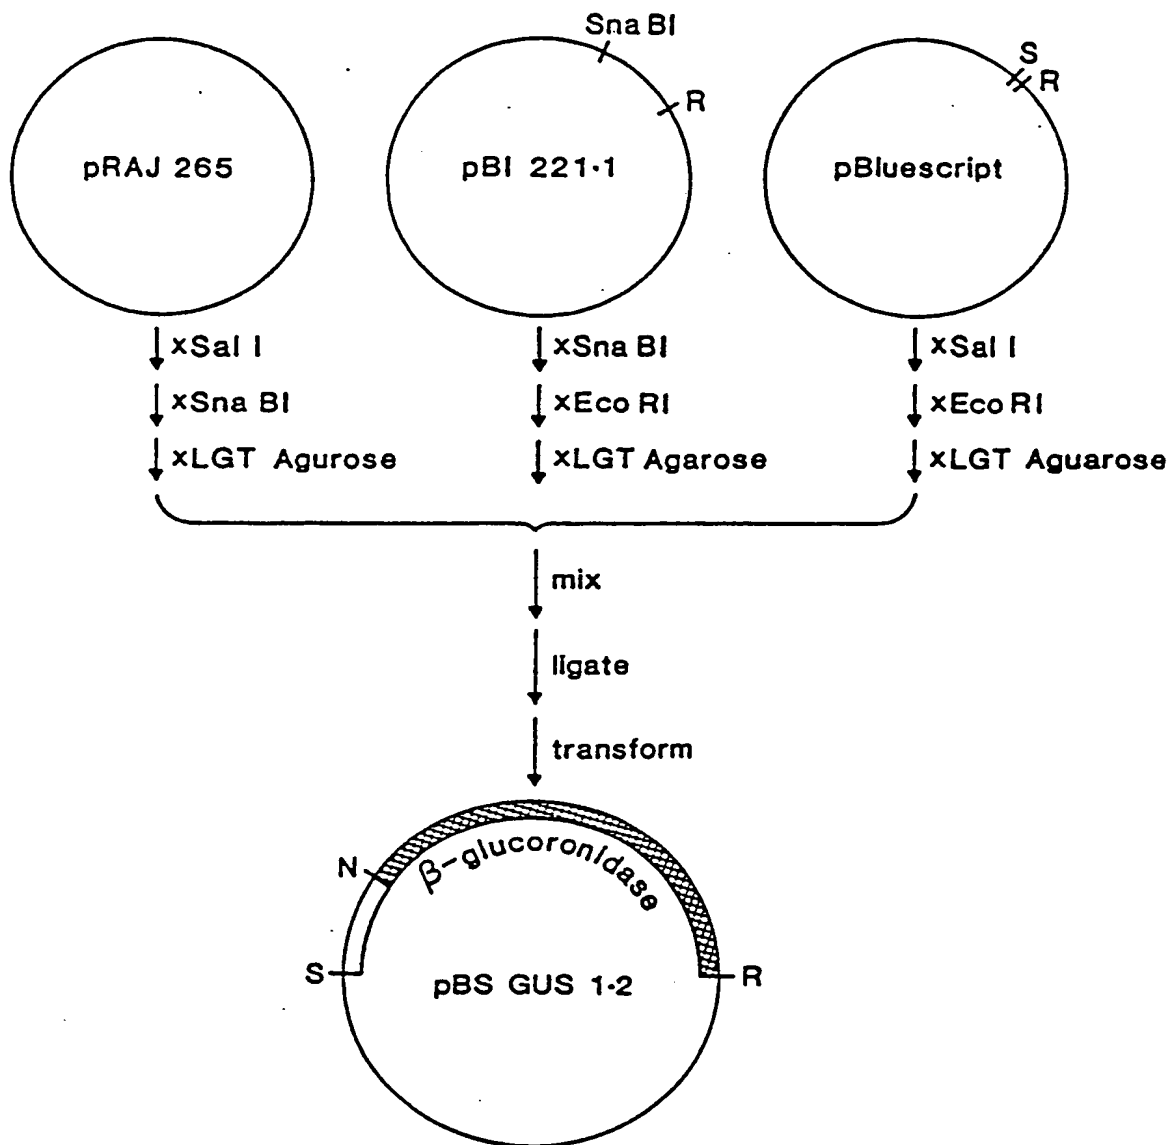 Sna BI
S
R
R
pRAJ 265
pBI 221·1
pBluescript
xSal I
xSna BI
xSal I
xSna BI
xEco RI
xEco RI
xLGT Agurose
xLGT Agarose
xLGT Aguarose
mix
ligate
transform
N
β-glucoronidase
S
R
pBS GUS 1·2